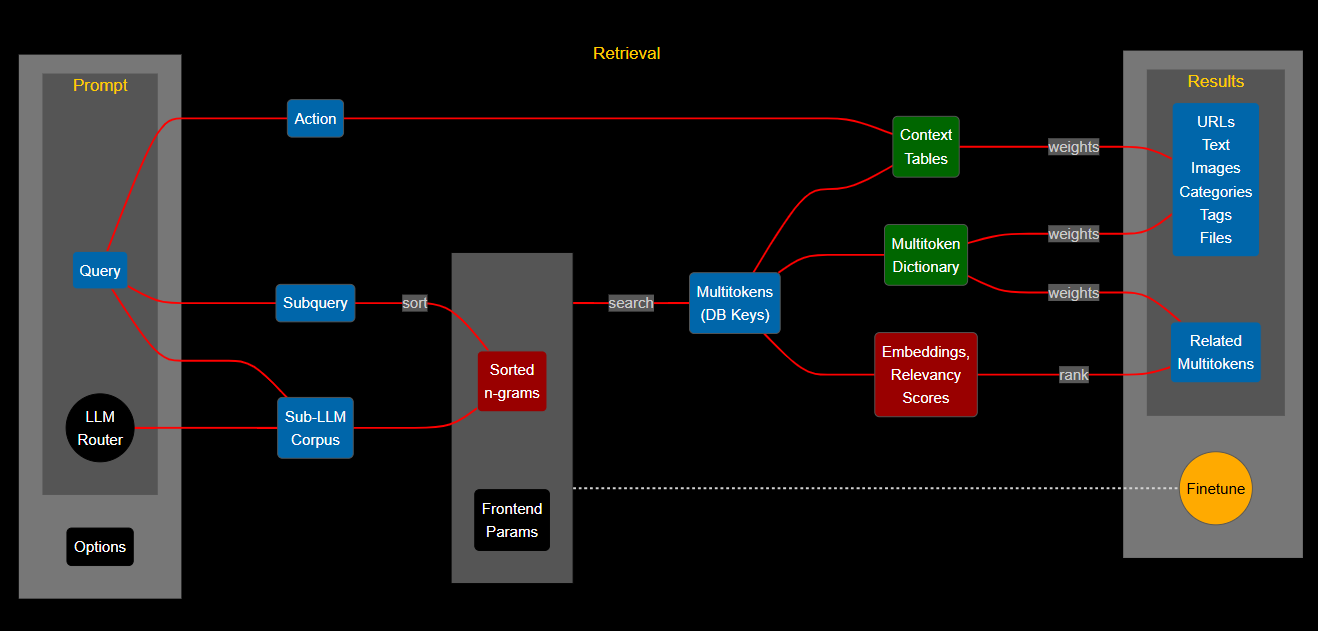 Retrieval
Prompt
Query
LLM
Router
Options
Action
Subquery
Sub-LLM
Corpus
sort
Sorted
n-grams
Frontend
Params
search
Multitokens
(DB Keys)
Context
Tables
Multitoken
Dictionary
Embeddings,
Relevancy
Scores
weights
weights
weights
rank
Results
URLs
Text
Images
Categories
Tags
Files
Related
Multitokens
Finetune